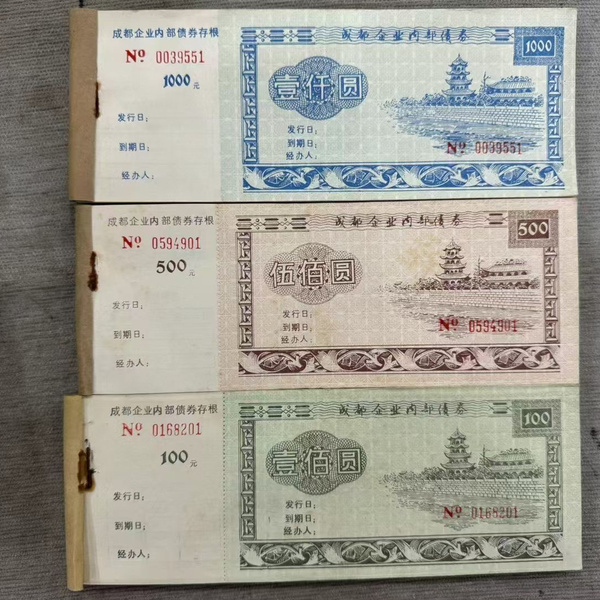 成都企业内部债券存根
Nº 0039551
1000元
发行日：
到期日：
经办人：
成都企业内部债券
1000
壹仟圆
发行日：
到期日：
经办人：
Nº 0039551
成都企业内部债券存根
Nº 0594901
500元
发行日：
到期日：
经办人：
成都企业内部债券
500
伍佰圆
发行日：
到期日：
经办人：
Nº 0594901
成都企业内部债券存根
Nº 0168201
100元
发行日：
到期日：
经办人：
成都企业内部债券
100
壹佰圆
发行日：
到期日：
经办人：
Nº 0168201